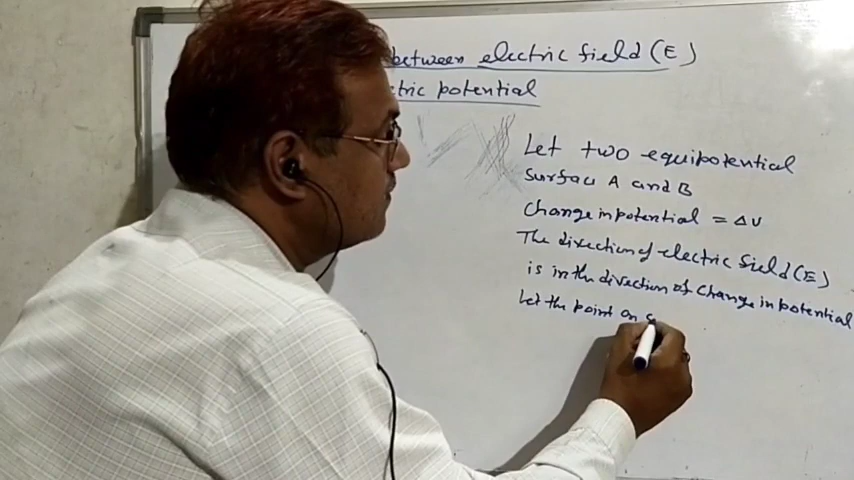 between electric field (E)
tric potential
Let two equipotential
Surface A and B
Change in potential = ΔV
The direction of electric field (E)
is in the direction of change in potential
Let the point on s